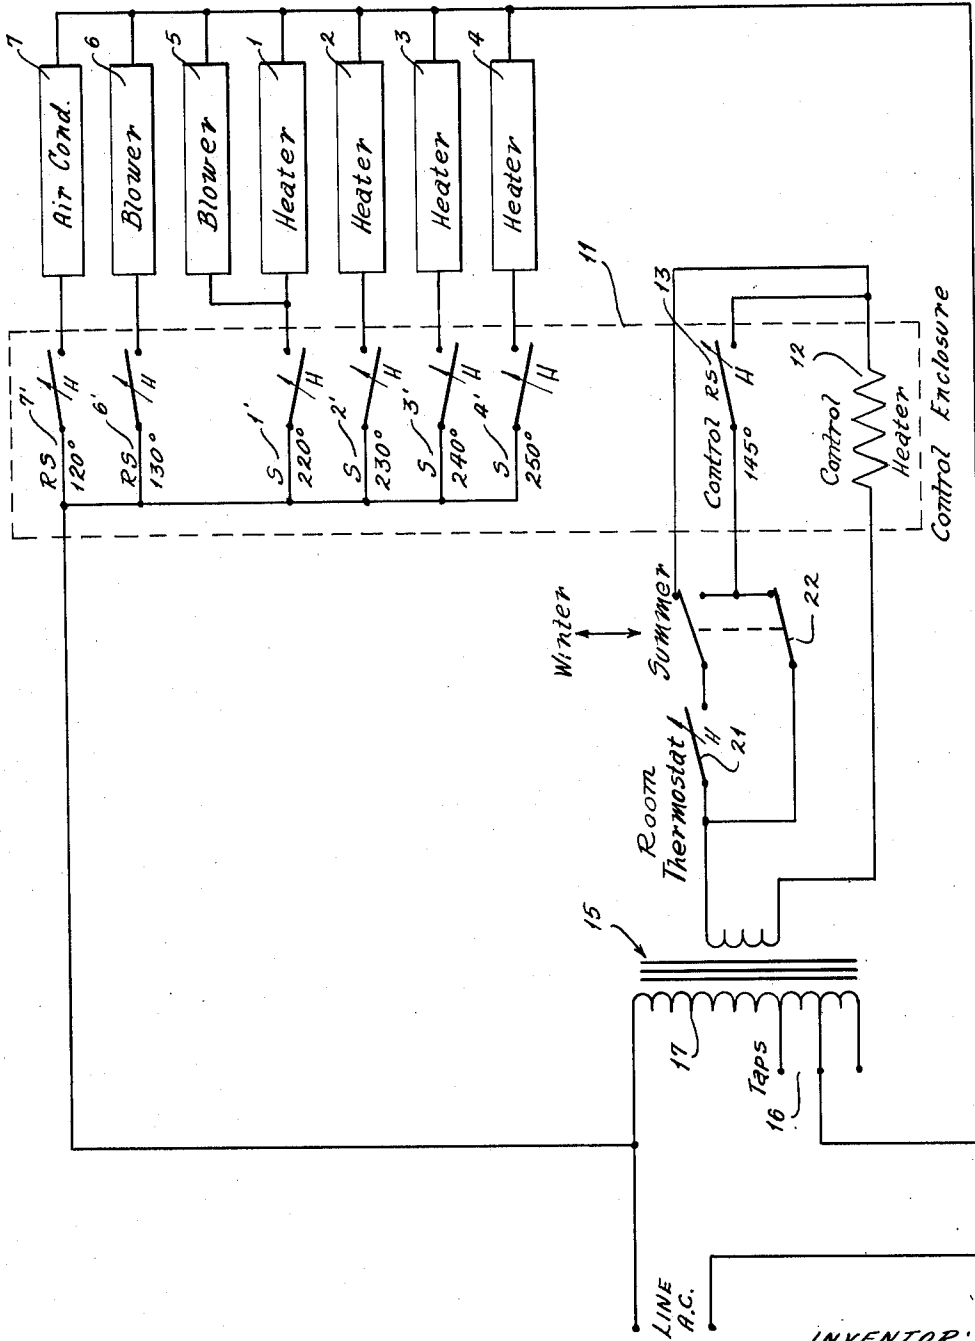 7
Air Cond.
7'
RS
120°
H
6
Blower
6'
RS
130°
H
5
Blower
1
Heater
1'
S
220°
H
2
Heater
2'
S
230°
H
3
Heater
3'
S
240°
H
4
Heater
4'
S
250°
H
11
13
Control RS
H
145°
12
Control
Heater
Control Enclosure
Winter
Summer
22
Room
Thermostat
H
21
15
17
Taps
16
LINE
A.C.
INVENTOR: